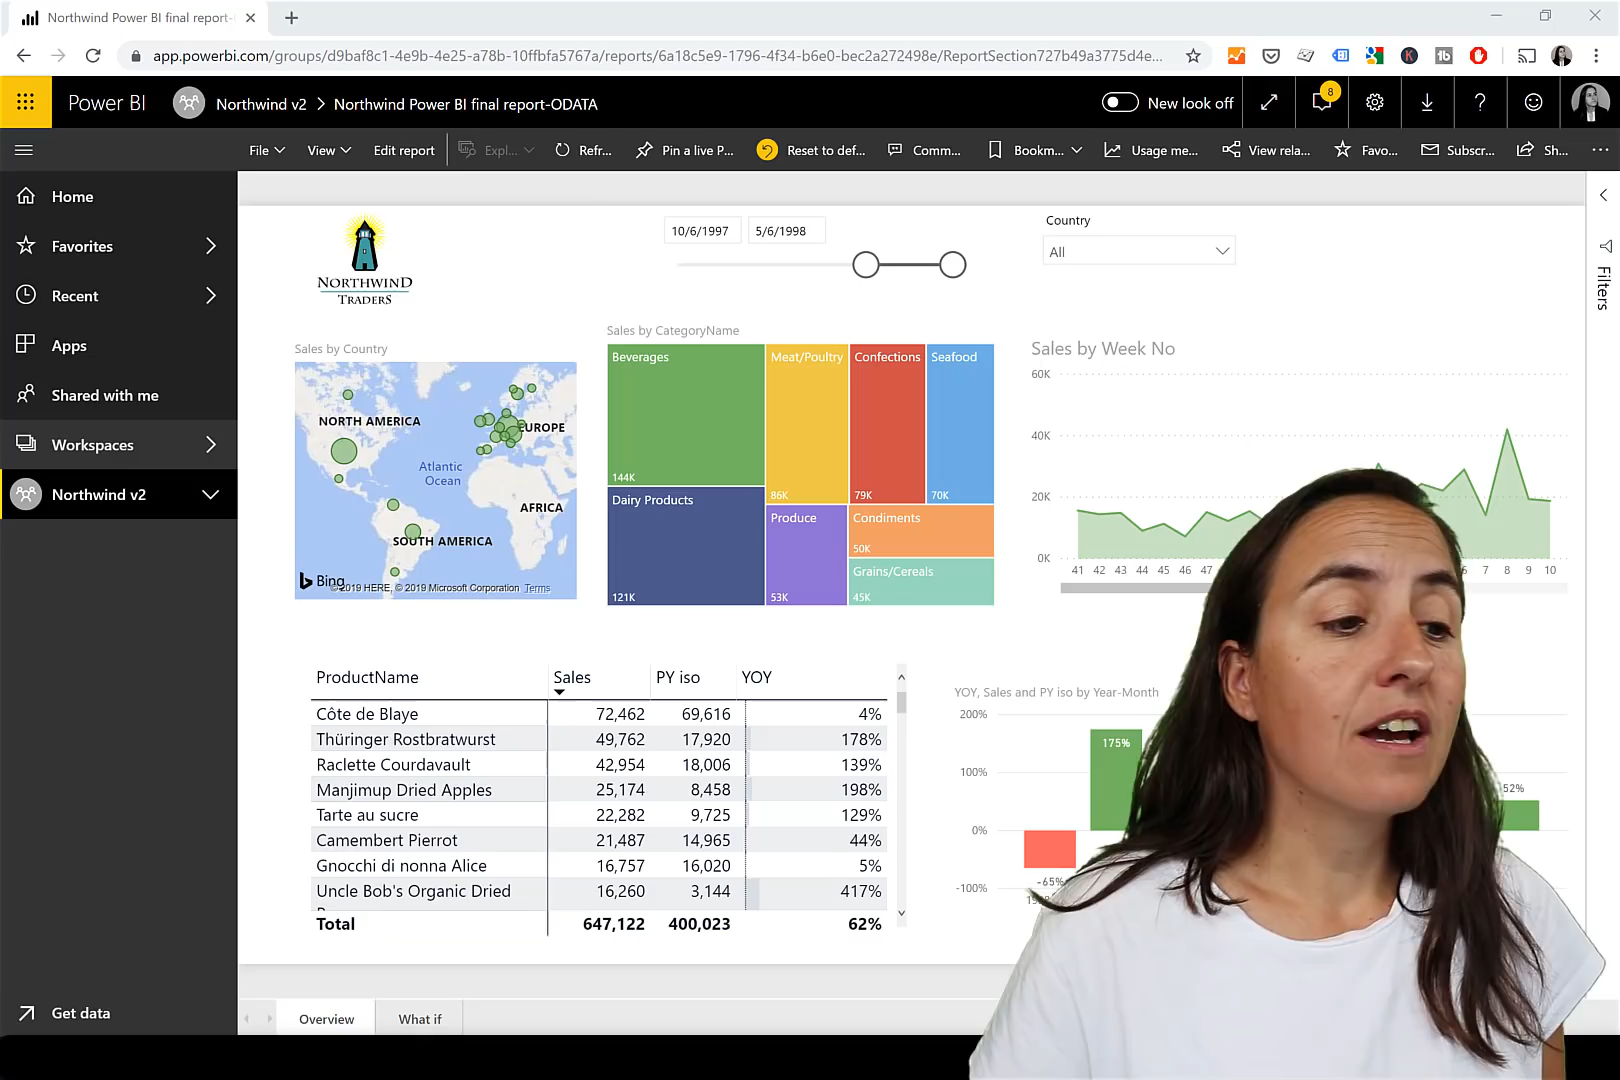 Northwind Power BI final report-
app.powerbi.com/groups/d9baf8c1-4e9b-4e25-a78b-10ffbfa5767a/reports/6a18c5e9-1796-4f34-b6e0-bec2a272498e/ReportSection727b49a3775d4e...
Power BI Northwind v2 > Northwind Power BI final report-ODATA New look off 8 ?
File View Edit report Expl... Refr... Pin a live P... Reset to def... Comm... Bookm... Usage me... View rela... Favo... Subscr... Sh... ...
Home
Favorites
Recent
Apps
Shared with me
Workspaces
Northwind v2
Get data
NORTHWIND
TRADERS
10/6/1997 5/6/1998
Country
All
Filters
Sales by Country
NORTH AMERICA
EUROPE
Atlantic
Ocean
AFRICA
SOUTH AMERICA
Bing
© 2019 HERE, © 2019 Microsoft Corporation Terms
Sales by CategoryName
Beverages
144K
Dairy Products
121K
Meat/Poultry
86K
Confections
79K
Seafood
70K
Produce
53K
Condiments
50K
Grains/Cereals
45K
Sales by Week No
60K
40K
20K
0K
41 42 43 44 45 46 47 6 7 8 9 10
ProductName Sales PY iso YOY
Côte de Blaye 72,462 69,616 4%
Thüringer Rostbratwurst 49,762 17,920 178%
Raclette Courdavault 42,954 18,006 139%
Manjimup Dried Apples 25,174 8,458 198%
Tarte au sucre 22,282 9,725 129%
Camembert Pierrot 21,487 14,965 44%
Gnocchi di nonna Alice 16,757 16,020 5%
Uncle Bob's Organic Dried 16,260 3,144 417%
Total 647,122 400,023 62%
YOY, Sales and PY iso by Year-Month
200%
100%
0%
-100%
175%
-65%
52%
Overview What if